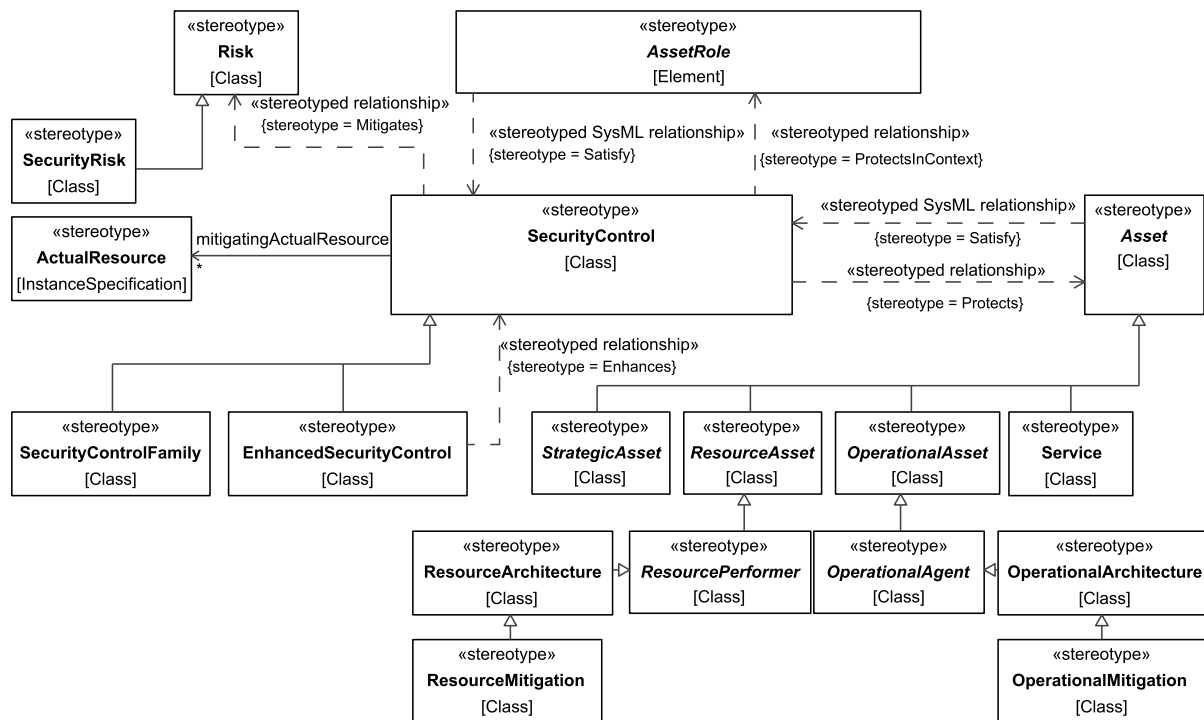 «stereotype»
Risk
[Class]
«stereotype»
AssetRole
[Element]
«stereotyped relationship»
{stereotype = Mitigates}
«stereotyped SysML relationship»
{stereotype = Satisfy}
«stereotyped relationship»
{stereotype = ProtectsInContext}
«stereotype»
SecurityRisk
[Class]
«stereotype»
ActualResource
[InstanceSpecification]
mitigatingActualResource
*
«stereotype»
SecurityControl
[Class]
«stereotyped SysML relationship»
{stereotype = Satisfy}
«stereotyped relationship»
{stereotype = Protects}
«stereotype»
Asset
[Class]
«stereotyped relationship»
{stereotype = Enhances}
«stereotype»
SecurityControlFamily
[Class]
«stereotype»
EnhancedSecurityControl
[Class]
«stereotype»
StrategicAsset
[Class]
«stereotype»
ResourceAsset
[Class]
«stereotype»
OperationalAsset
[Class]
«stereotype»
Service
[Class]
«stereotype»
ResourceArchitecture
[Class]
«stereotype»
ResourcePerformer
[Class]
«stereotype»
OperationalAgent
[Class]
«stereotype»
OperationalArchitecture
[Class]
«stereotype»
ResourceMitigation
[Class]
«stereotype»
OperationalMitigation
[Class]